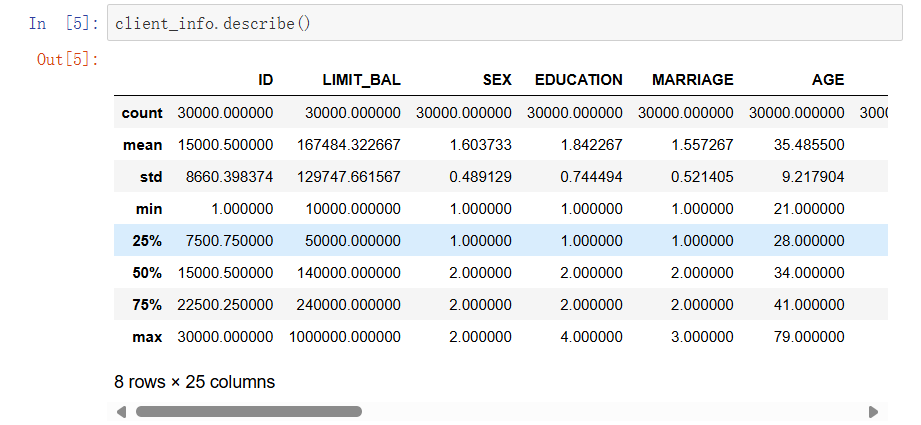 In [5]: client_info.describe()
Out[5]:
ID LIMIT_BAL SEX EDUCATION MARRIAGE AGE
count 30000.000000 30000.000000 30000.000000 30000.000000 30000.000000 30000.000000 3000
mean 15000.500000 167484.322667 1.603733 1.842267 1.557267 35.485500
std 8660.398374 129747.661567 0.489129 0.744494 0.521405 9.217904
min 1.000000 10000.000000 1.000000 1.000000 1.000000 21.000000
25% 7500.750000 50000.000000 1.000000 1.000000 1.000000 28.000000
50% 15000.500000 140000.000000 2.000000 2.000000 2.000000 34.000000
75% 22500.250000 240000.000000 2.000000 2.000000 2.000000 41.000000
max 30000.000000 1000000.000000 2.000000 4.000000 3.000000 79.000000
8 rows × 25 columns